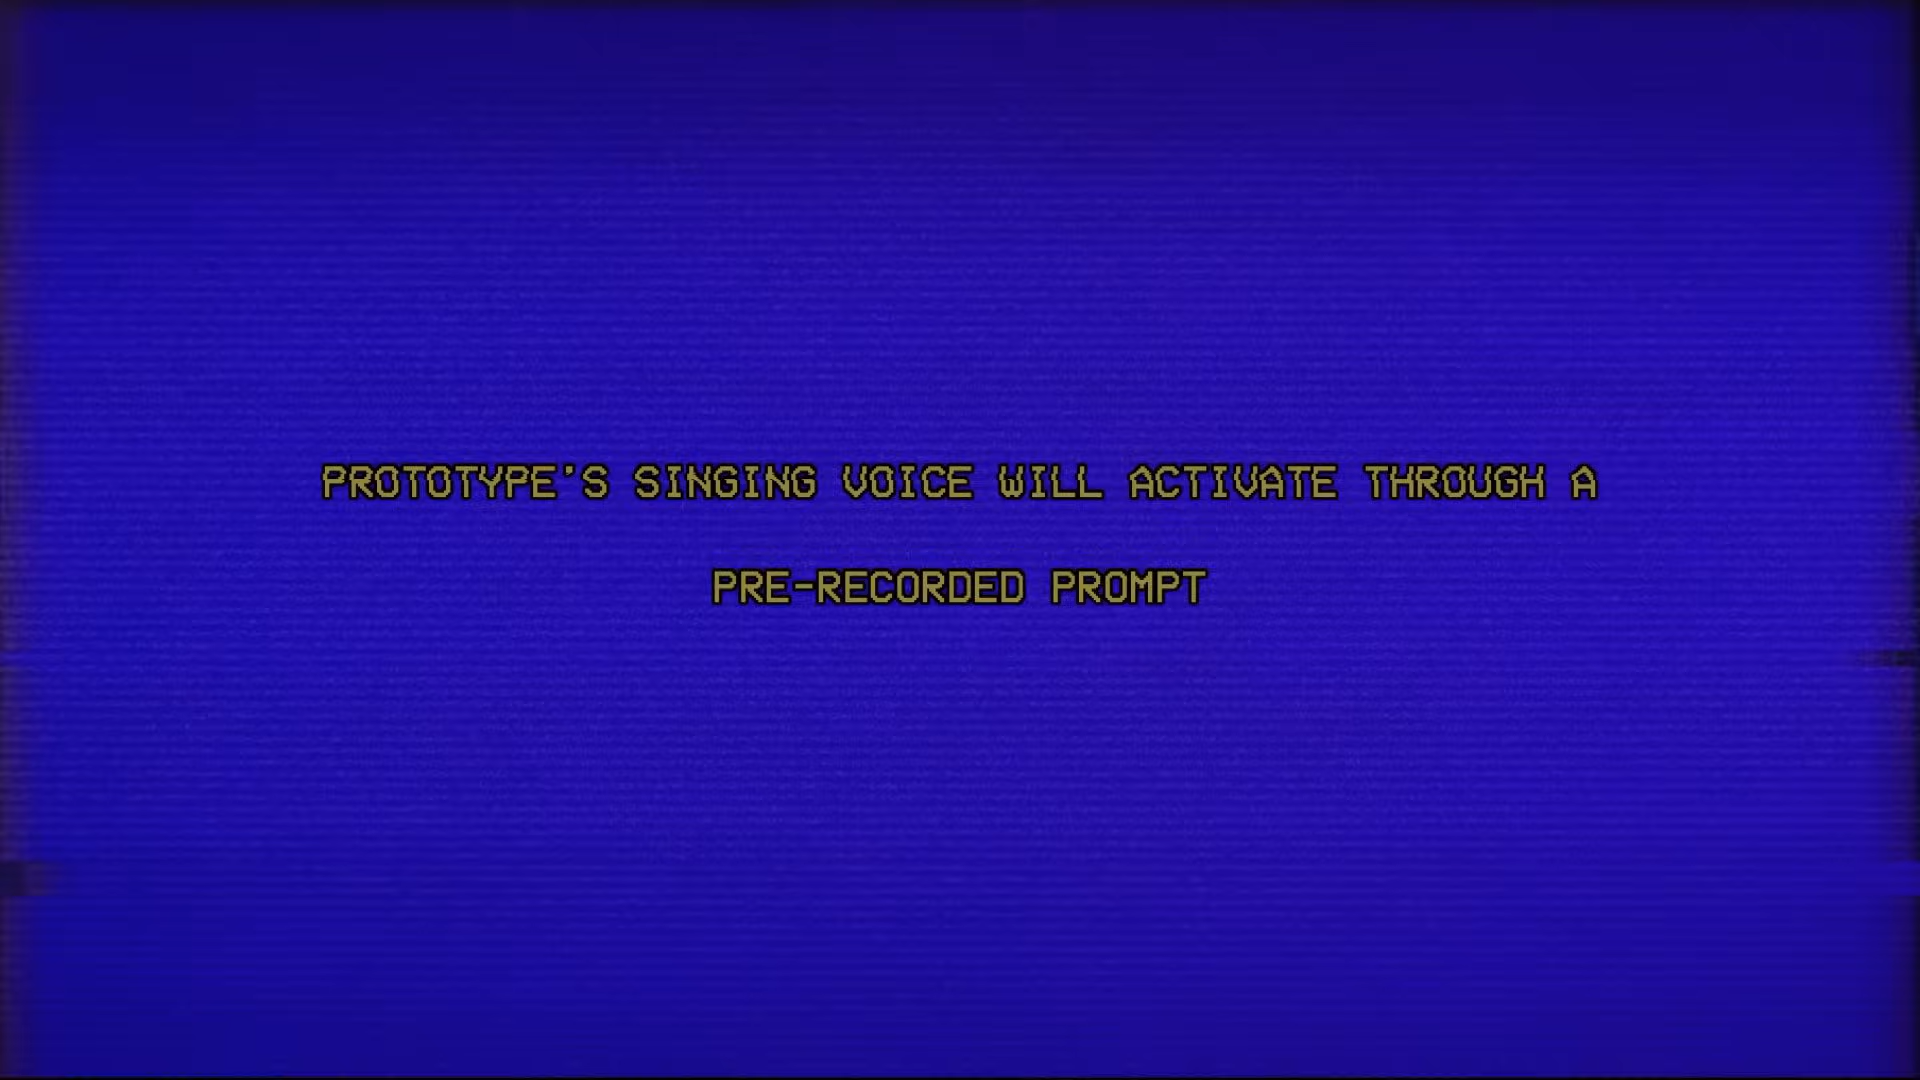 PROTOTYPE'S SINGING VOICE WILL ACTIVATE THROUGH A
PRE-RECORDED PROMPT